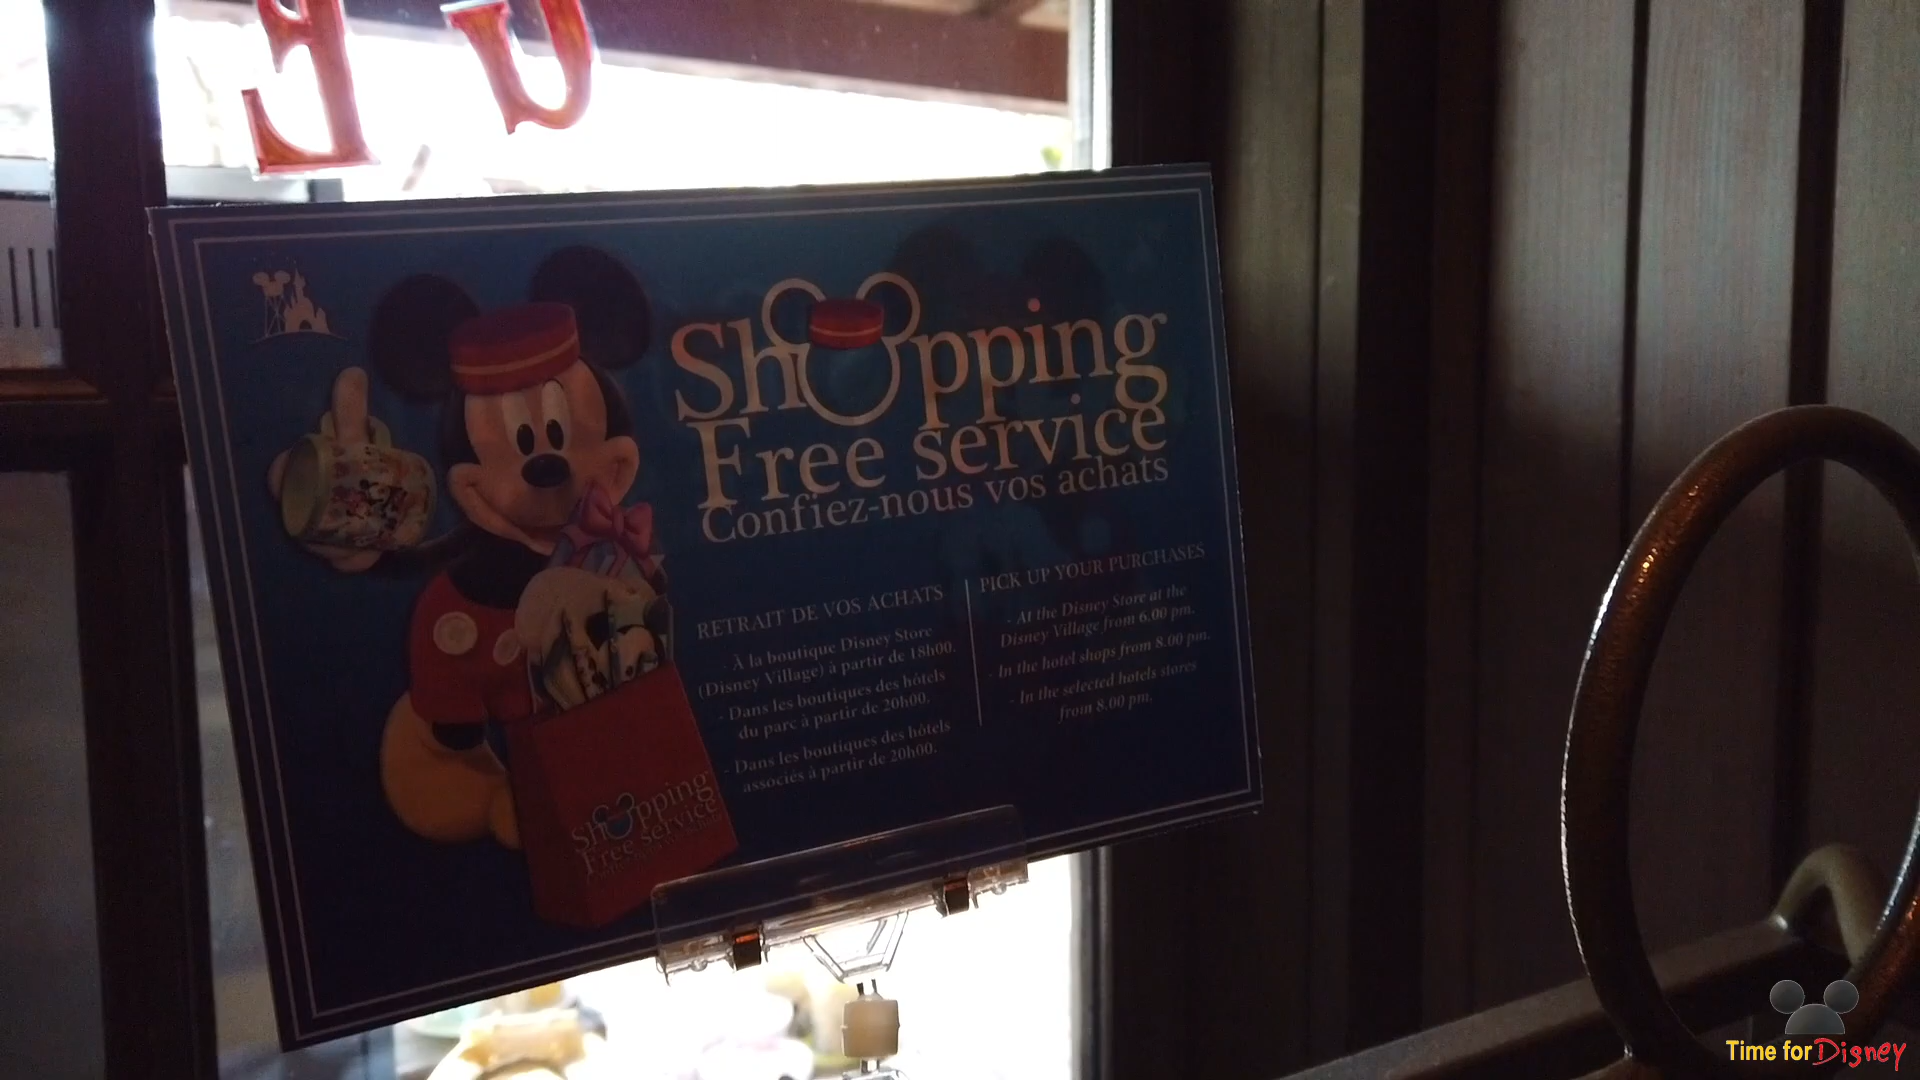 Shopping
Free service
Confiez-nous vos achats
RETRAIT DE VOS ACHATS
- À la boutique Disney Store
(Disney Village) à partir de 18h00.
- Dans les boutiques des hôtels
du parc à partir de 20h00.
- Dans les boutiques des hôtels
associés à partir de 20h00.
PICK UP YOUR PURCHASES
- At the Disney Store at the
Disney Village from 6.00 pm.
- In the hotel shops from 8.00 pm.
- In the selected hotels stores
from 8.00 pm.
Shopping
Free service
Time for Disney